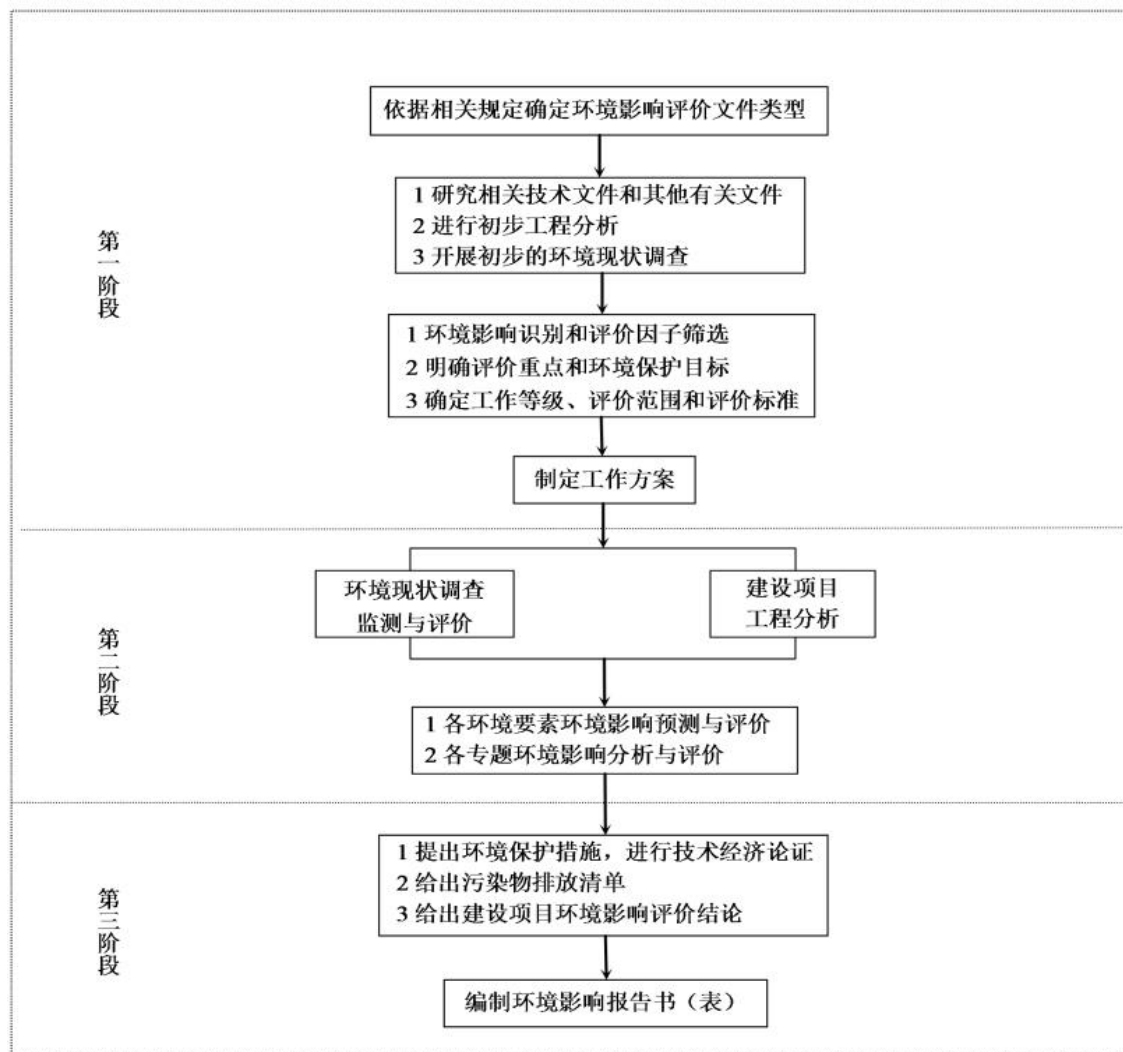 依据相关规定确定环境影响评价文件类型
1 研究相关技术文件和其他有关文件
2 进行初步工程分析
3 开展初步的环境现状调查
第一阶段
1 环境影响识别和评价因子筛选
2 明确评价重点和环境保护目标
3 确定工作等级、评价范围和评价标准
制定工作方案
环境现状调查
监测与评价
建设项目
工程分析
第二阶段
1 各环境要素环境影响预测与评价
2 各专题环境影响分析与评价
1 提出环境保护措施，进行技术经济论证
2 给出污染物排放清单
3 给出建设项目环境影响评价结论
第三阶段
编制环境影响报告书（表）